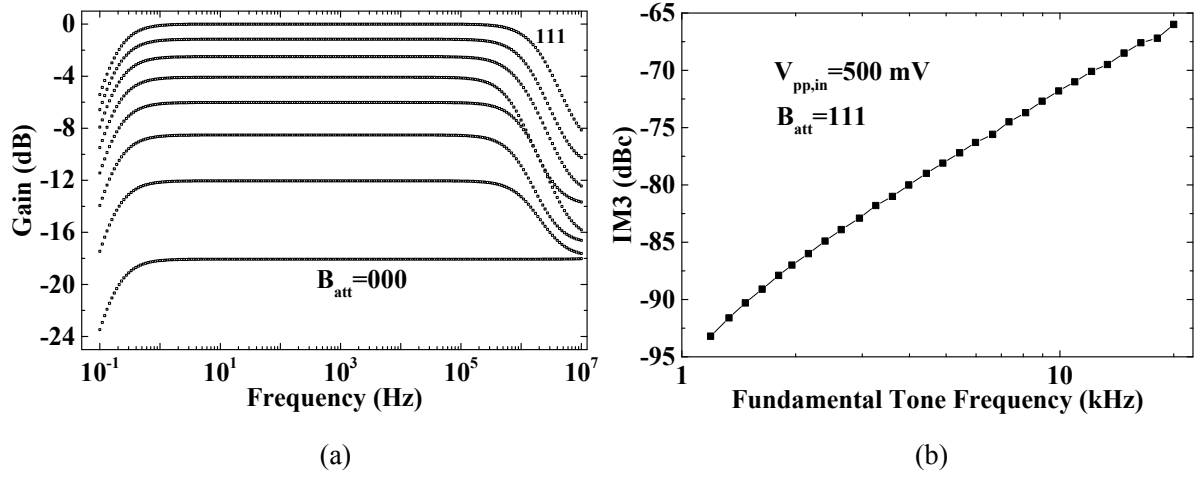 0
-4
-8
-12
-16
-20
-24
Gain (dB)
111
B_att=000
10^-1 10^1 10^3 10^5 10^7
Frequency (Hz)
(a)
-65
-70
-75
-80
-85
-90
-95
IM3 (dBc)
V_pp,in=500 mV
B_att=111
1 10
Fundamental Tone Frequency (kHz)
(b)